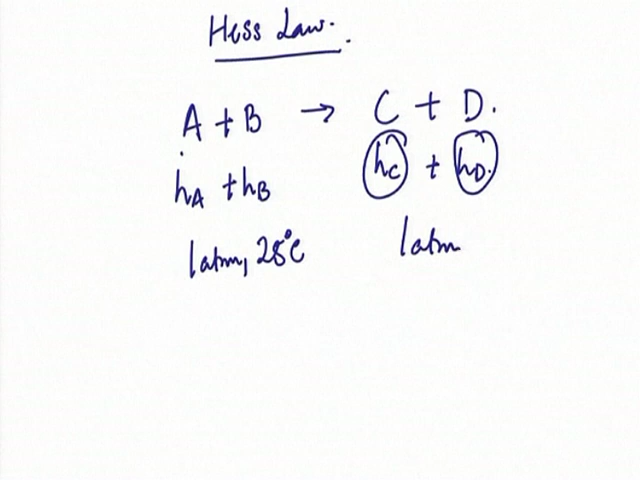 Hess Law.
A + B → C + D.
hA + hB hC + hD.
1atm, 25°C 1atm